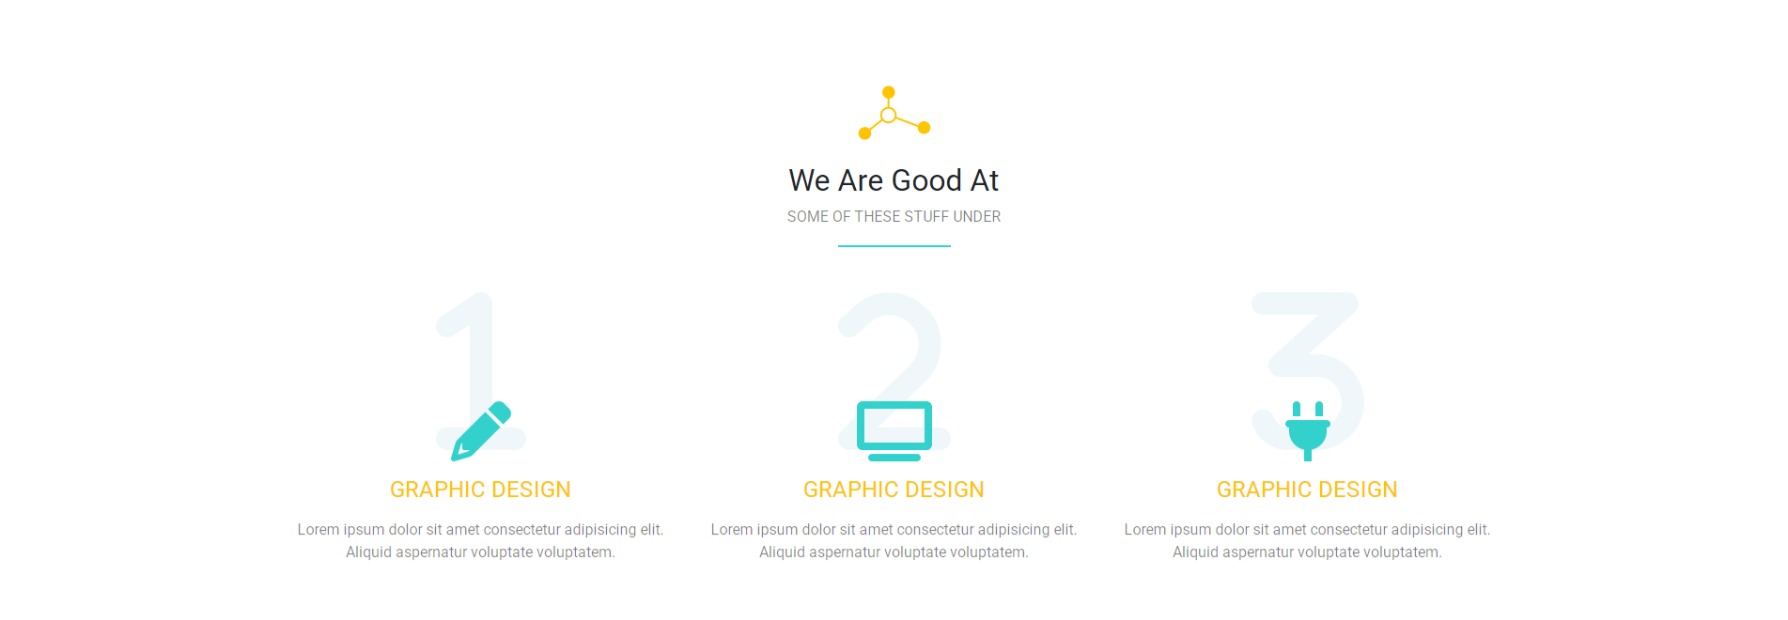 We Are Good At
SOME OF THESE STUFF UNDER
1
GRAPHIC DESIGN
Lorem ipsum dolor sit amet consectetur adipisicing elit.
Aliquid aspernatur voluptate voluptatem.
2
GRAPHIC DESIGN
Lorem ipsum dolor sit amet consectetur adipisicing elit.
Aliquid aspernatur voluptate voluptatem.
3
GRAPHIC DESIGN
Lorem ipsum dolor sit amet consectetur adipisicing elit.
Aliquid aspernatur voluptate voluptatem.